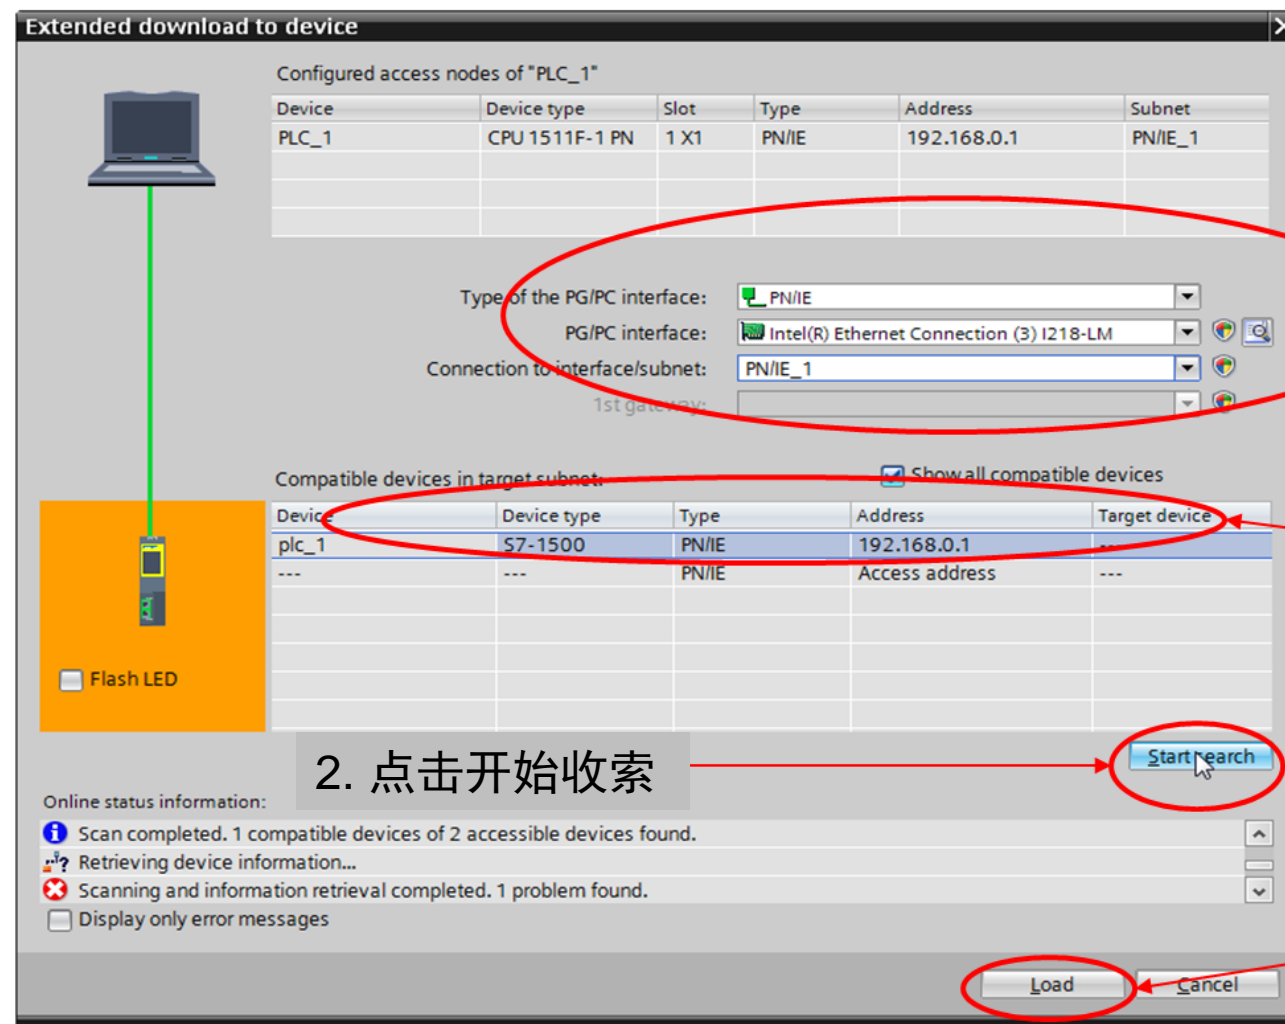 Extended download to device
Configured access nodes of "PLC_1"
Device Device type Slot Type Address Subnet
PLC_1 CPU 1511F-1 PN 1 X1 PN/IE 192.168.0.1 PN/IE_1
Type of the PG/PC interface: PN/IE
PG/PC interface: Intel(R) Ethernet Connection (3) I218-LM
Connection to interface/subnet: PN/IE_1
1st gateway:
Compatible devices in target subnet: Show all compatible devices
Device Device type Type Address Target device
plc_1 S7-1500 PN/IE 192.168.0.1 ---
--- --- PN/IE Access address ---
Flash LED
Start search
2. 点击开始收索
Online status information:
Scan completed. 1 compatible devices of 2 accessible devices found.
Retrieving device information...
Scanning and information retrieval completed. 1 problem found.
Display only error messages
Load Cancel